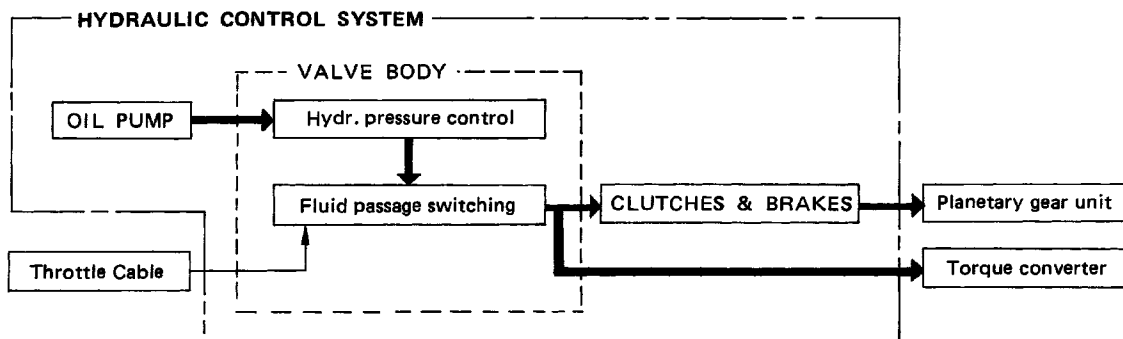 HYDRAULIC CONTROL SYSTEM
VALVE BODY
OIL PUMP
Hydr. pressure control
Fluid passage switching
CLUTCHES & BRAKES
Planetary gear unit
Throttle Cable
Torque converter